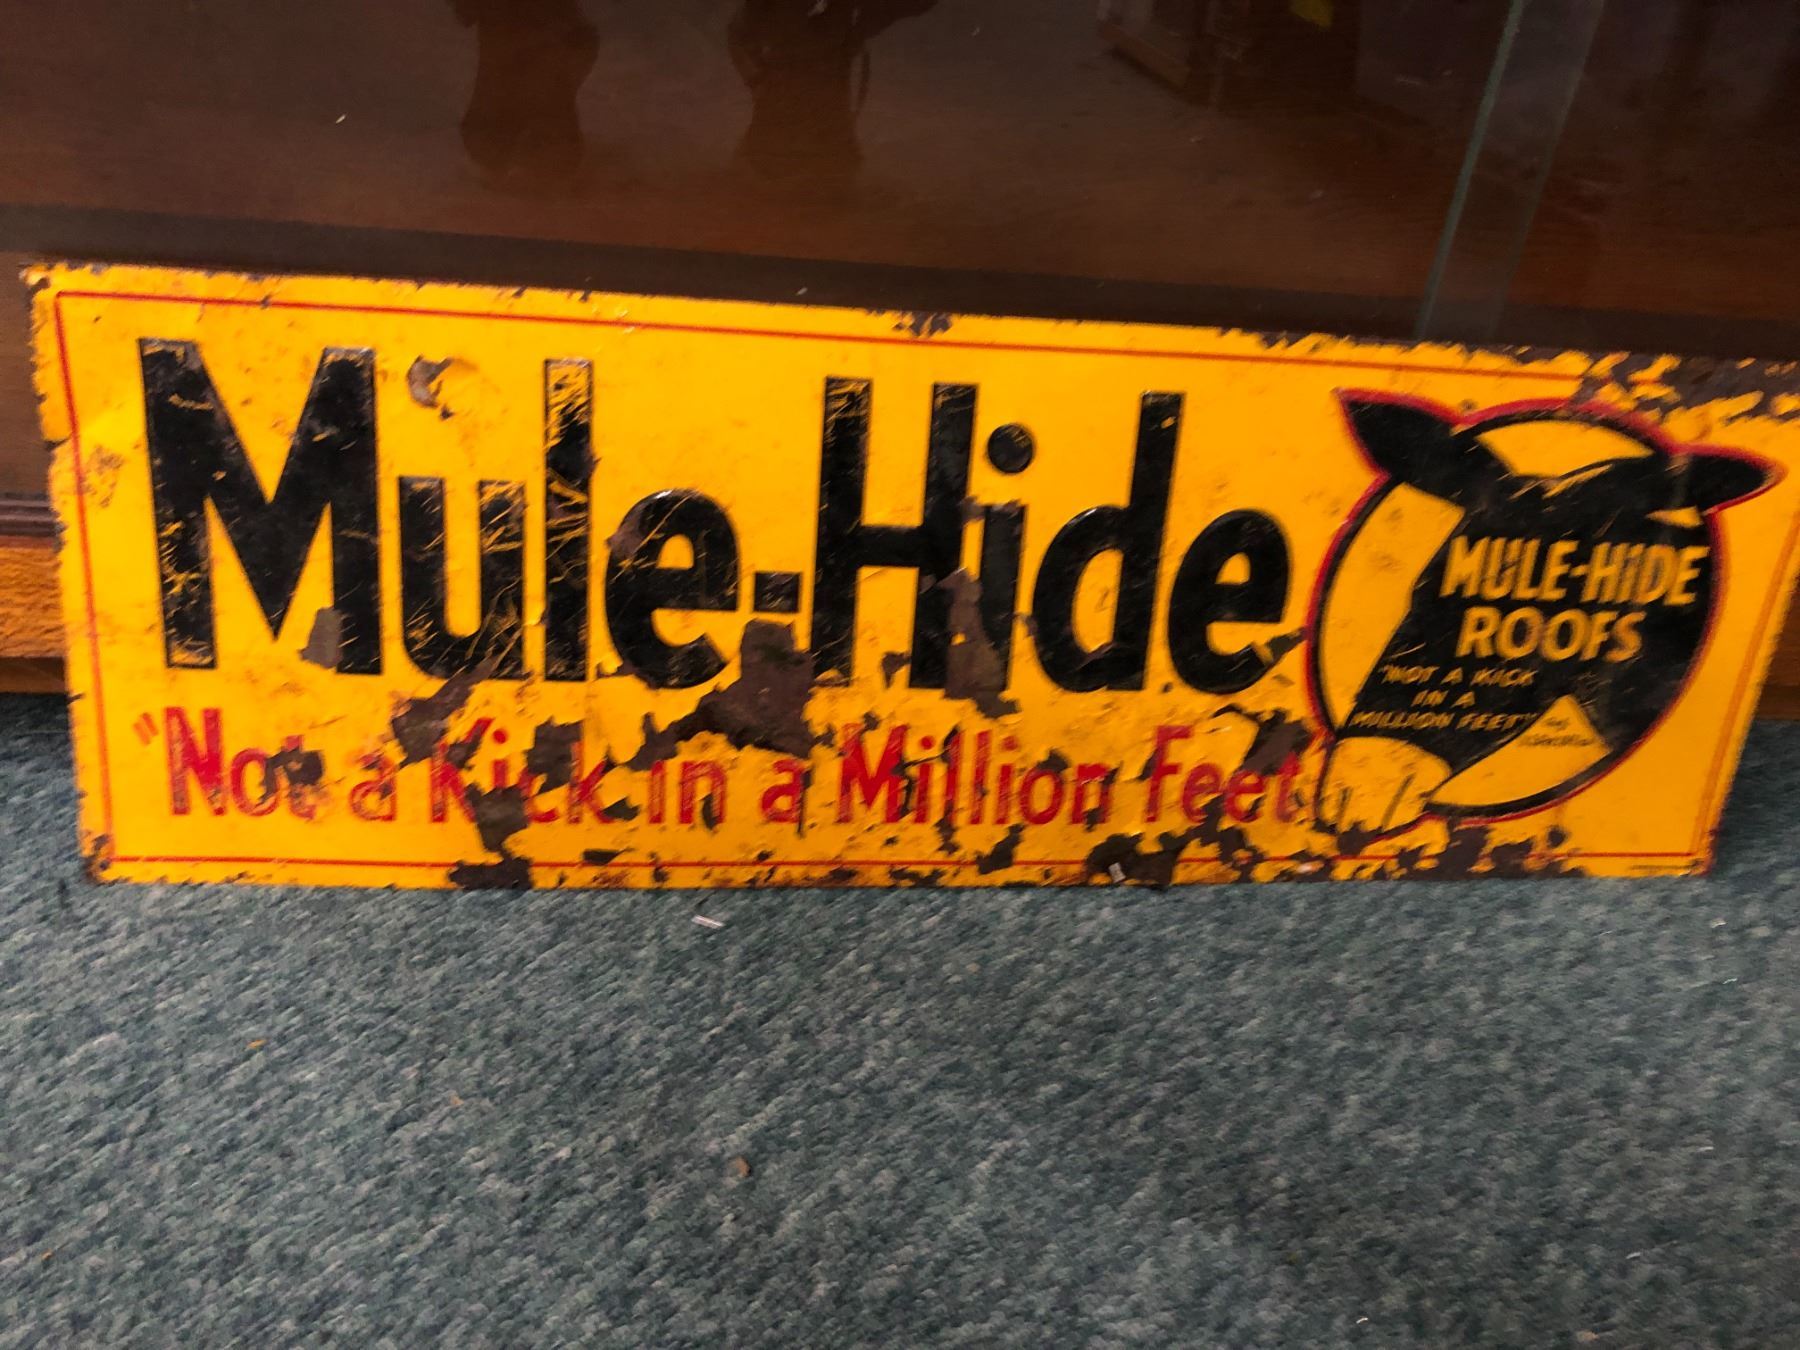 Mule-Hide
"Not a Kick in a Million Feet"
MULE-HIDE
ROOFS
"NOT A KICK
IN A
MILLION FEET"